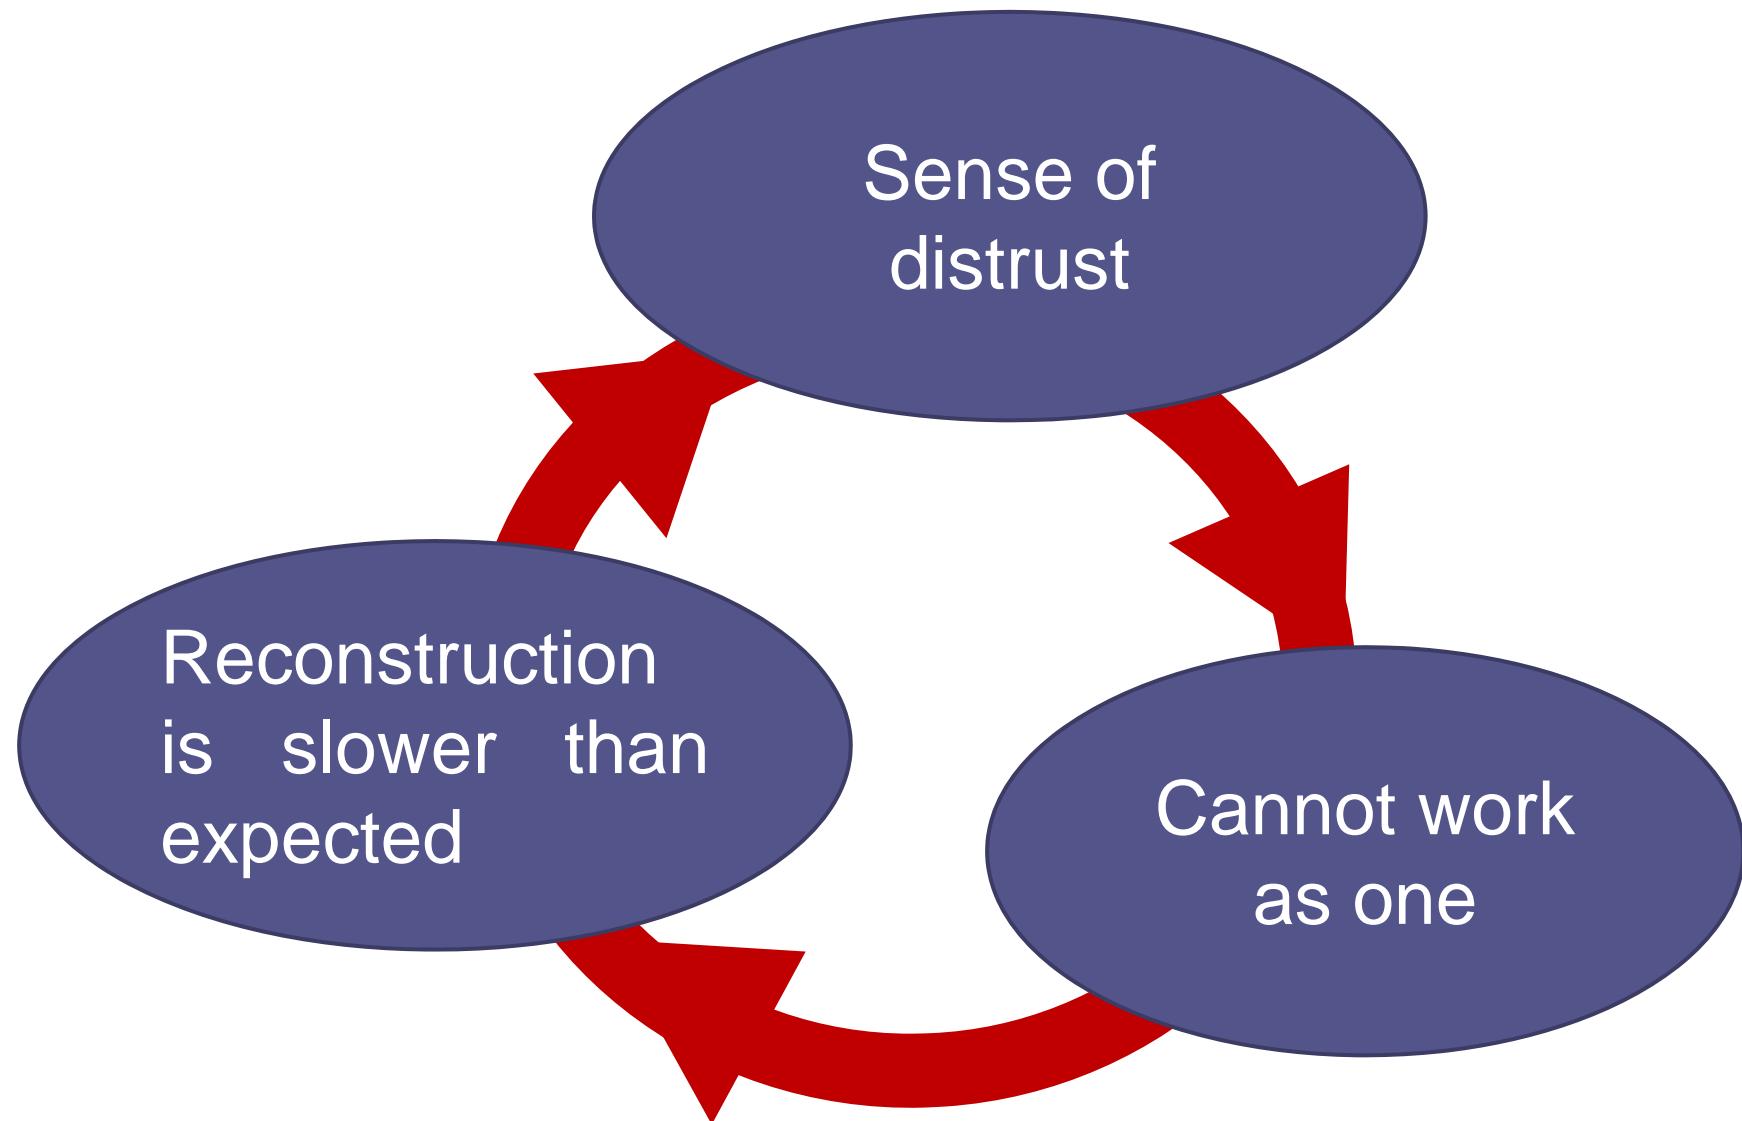 Sense of
distrust
Reconstruction
is slower than
expected
Cannot work
as one